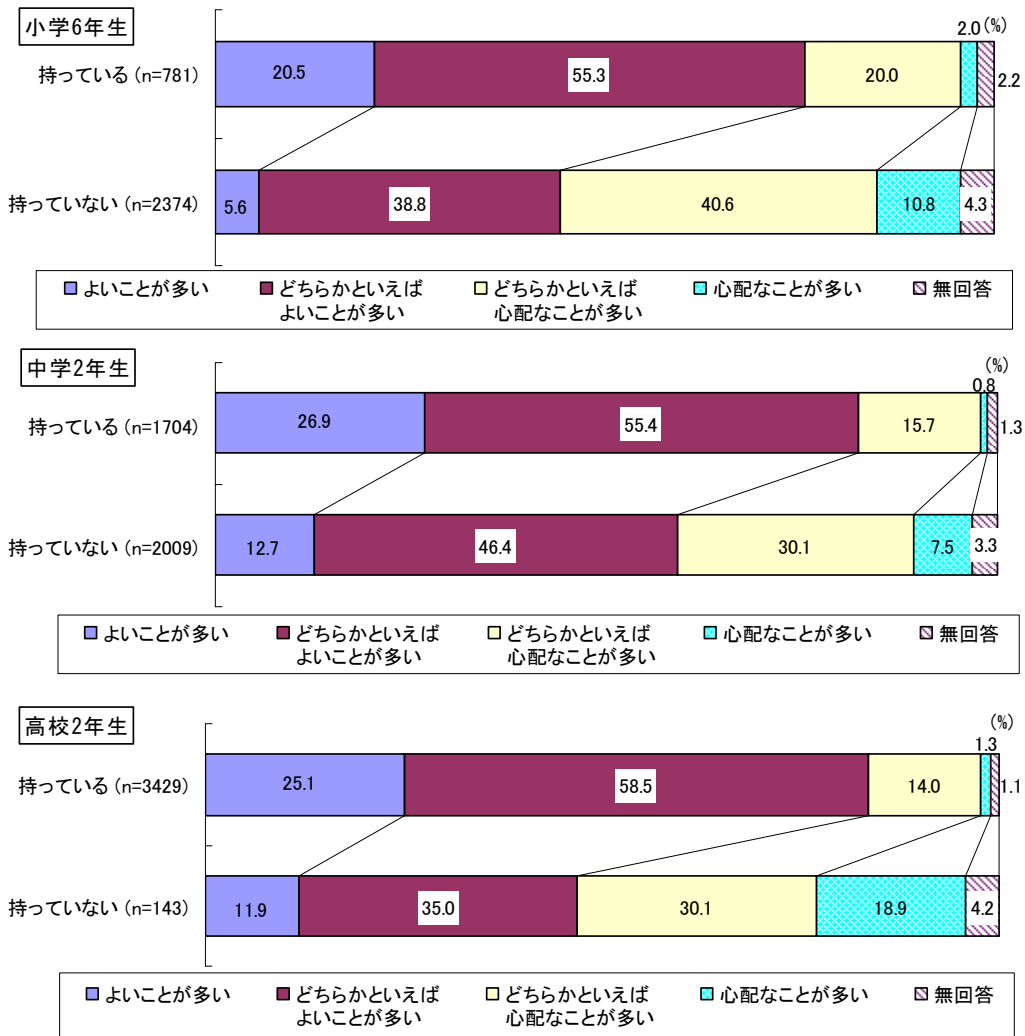 小学6年生
2.0 (%)
持っている (n=781)
20.5
55.3
20.0
2.2
持っていない (n=2374)
5.6
38.8
40.6
10.8
4.3
よいことが多い
どちらかといえば
よいことが多い
どちらかといえば
心配なことが多い
心配なことが多い
無回答
中学2年生
(%)
0.8
持っている (n=1704)
26.9
55.4
15.7
1.3
持っていない (n=2009)
12.7
46.4
30.1
7.5
3.3
よいことが多い
どちらかといえば
よいことが多い
どちらかといえば
心配なことが多い
心配なことが多い
無回答
高校2年生
(%)
1.3
持っている (n=3429)
25.1
58.5
14.0
1.1
持っていない (n=143)
11.9
35.0
30.1
18.9
4.2
よいことが多い
どちらかといえば
よいことが多い
どちらかといえば
心配なことが多い
心配なことが多い
無回答